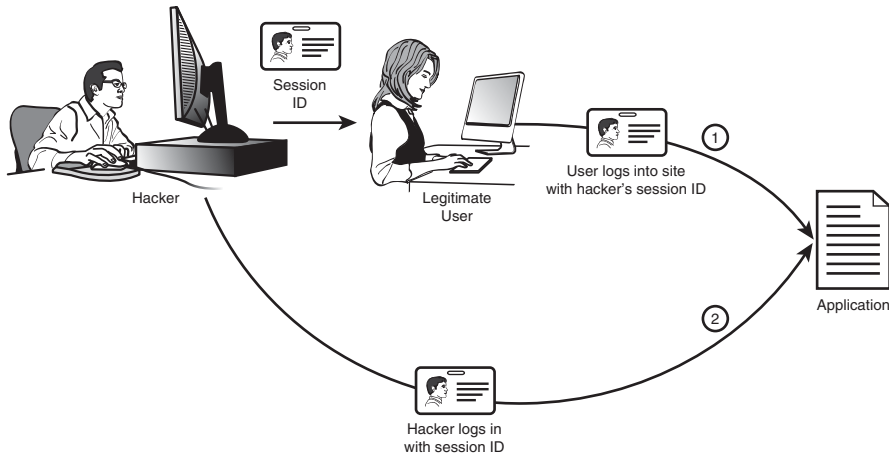 Session
ID
Hacker
Legitimate
User
1
User logs into site
with hacker's session ID
Application
2
Hacker logs in
with session ID